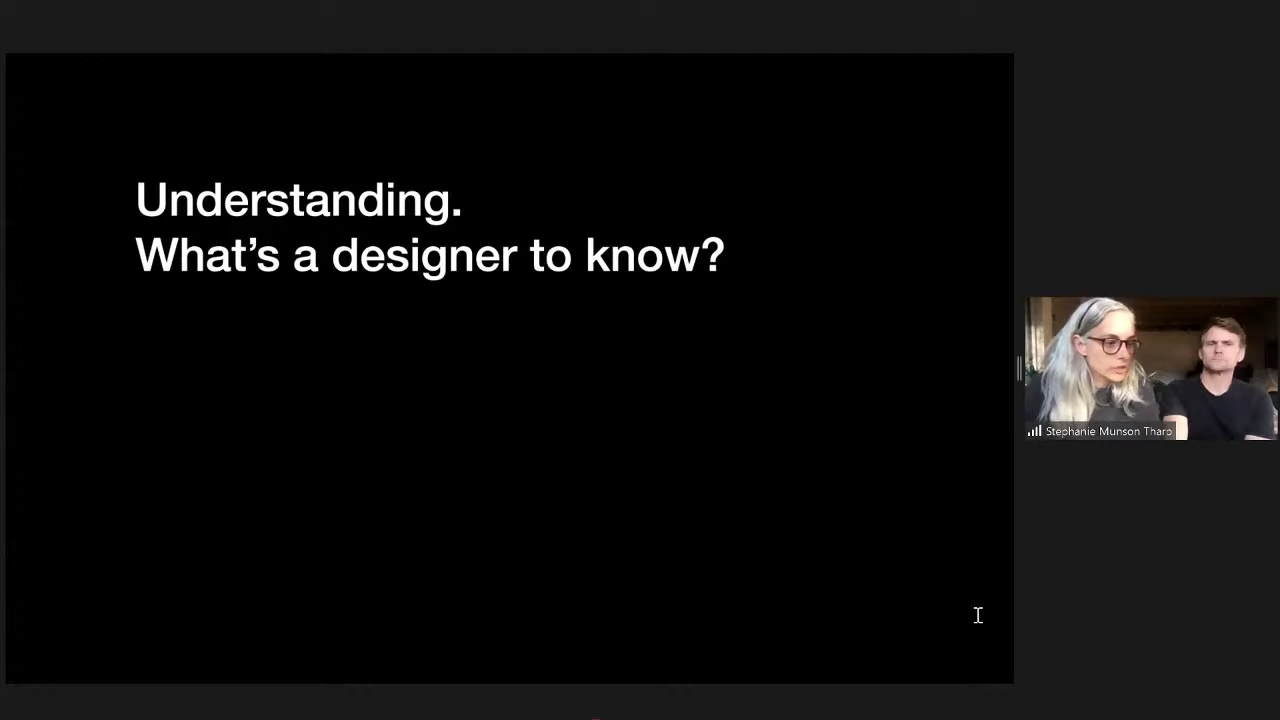 Understanding.
What’s a designer to know?
Stephanie Munson Tharp